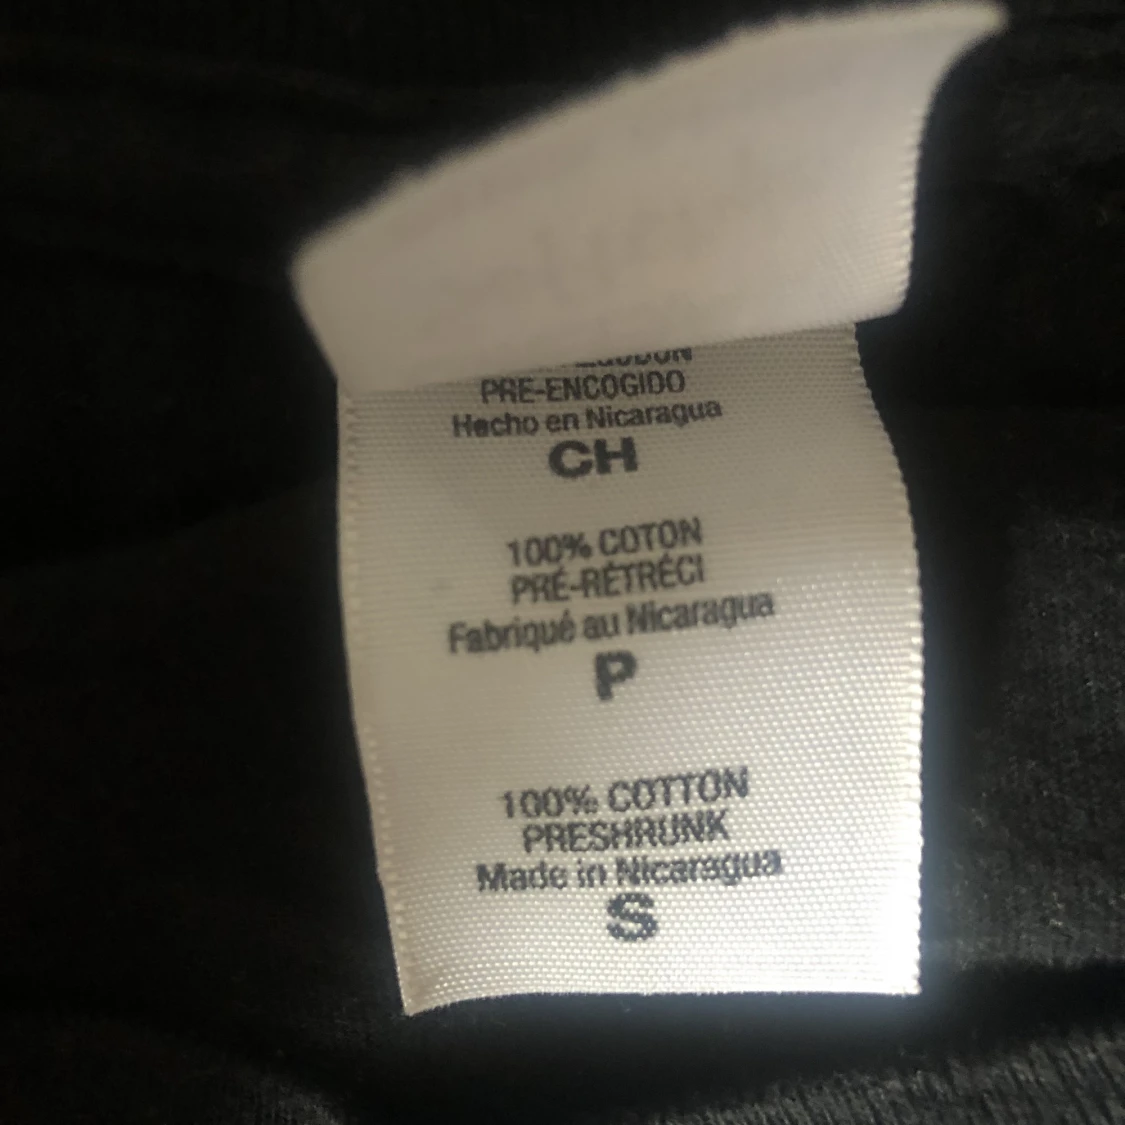 PRE-ENCOGIDO
Hecho en Nicaragua
CH
100% COTON
PRÉ-RÉTRÉCI
Fabriqué au Nicaragua
P
100% COTTON
PRESHRUNK
Made in Nicaragua
S